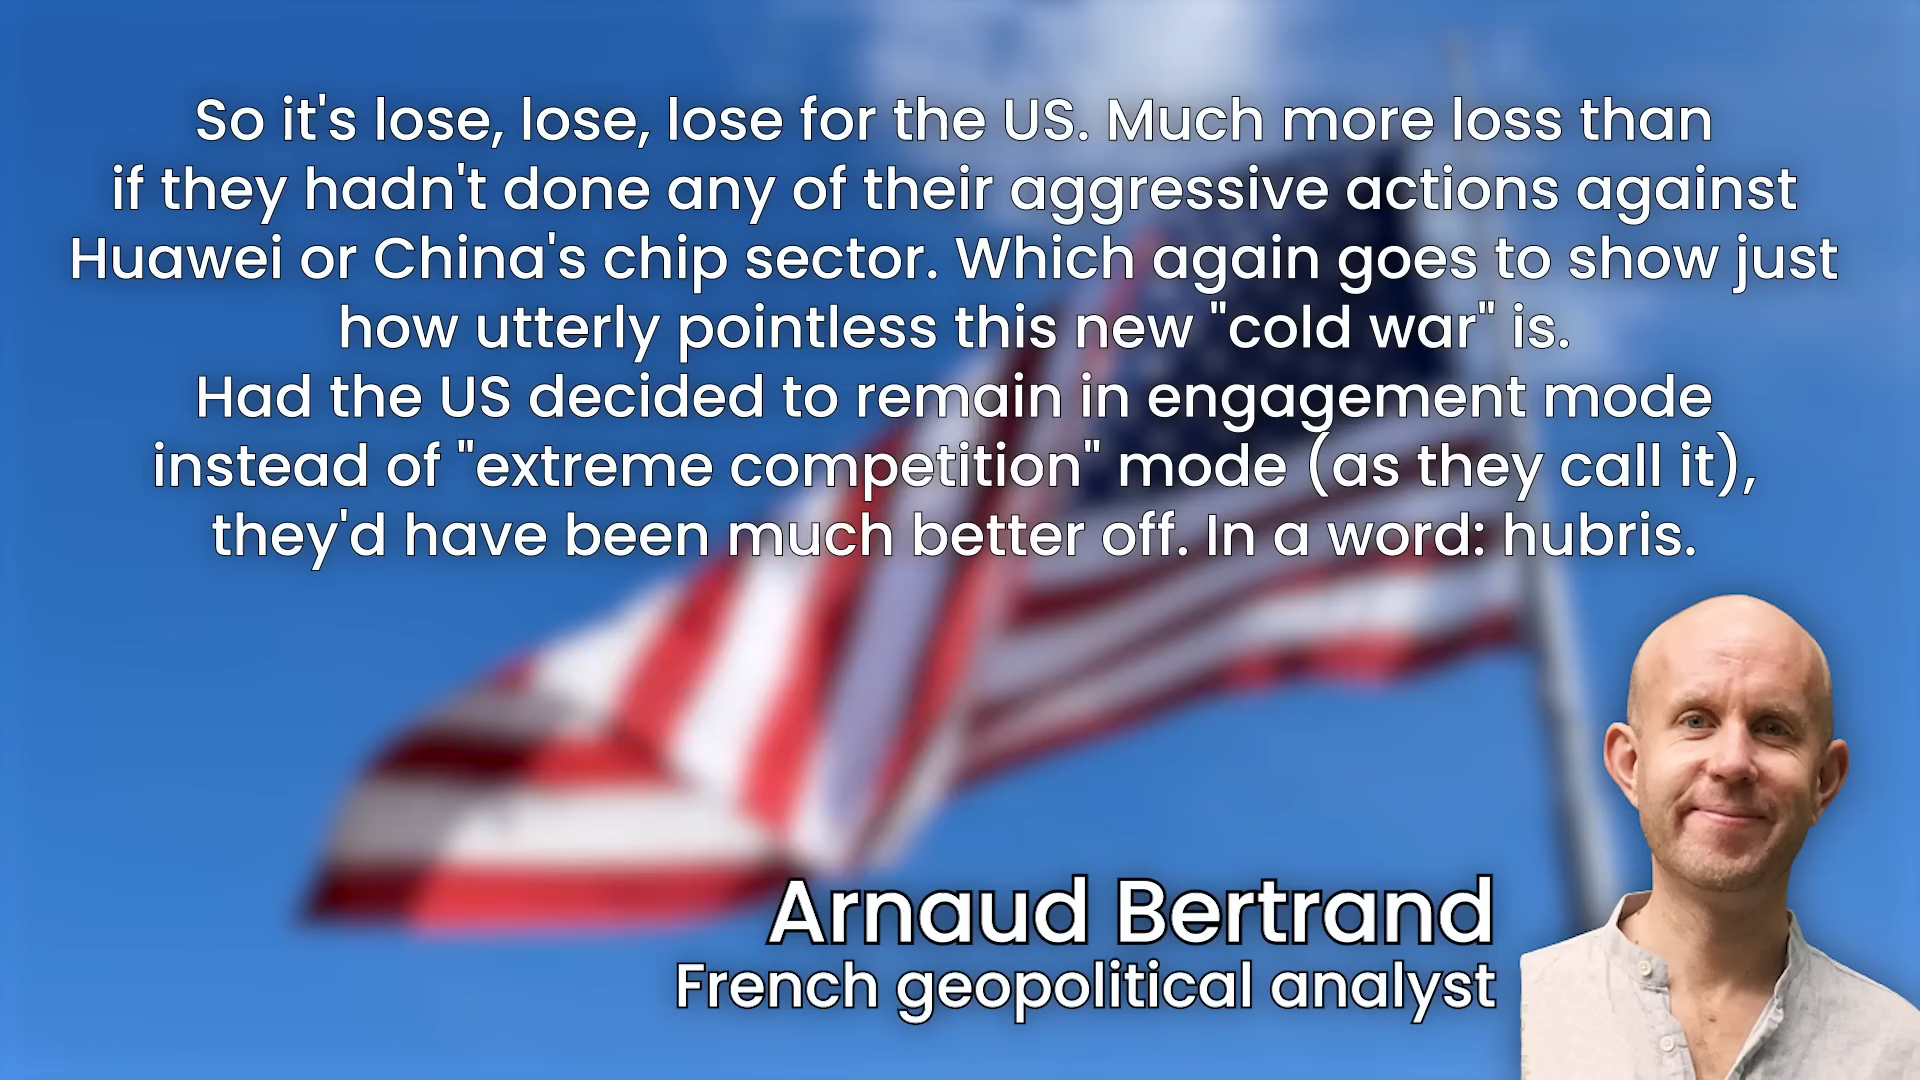 So it's lose, lose, lose for the US. Much more loss than
if they hadn't done any of their aggressive actions against
Huawei or China's chip sector. Which again goes to show just
how utterly pointless this new "cold war" is.
Had the US decided to remain in engagement mode
instead of "extreme competition" mode (as they call it),
they'd have been much better off. In a word: hubris.
Arnaud Bertrand
French geopolitical analyst